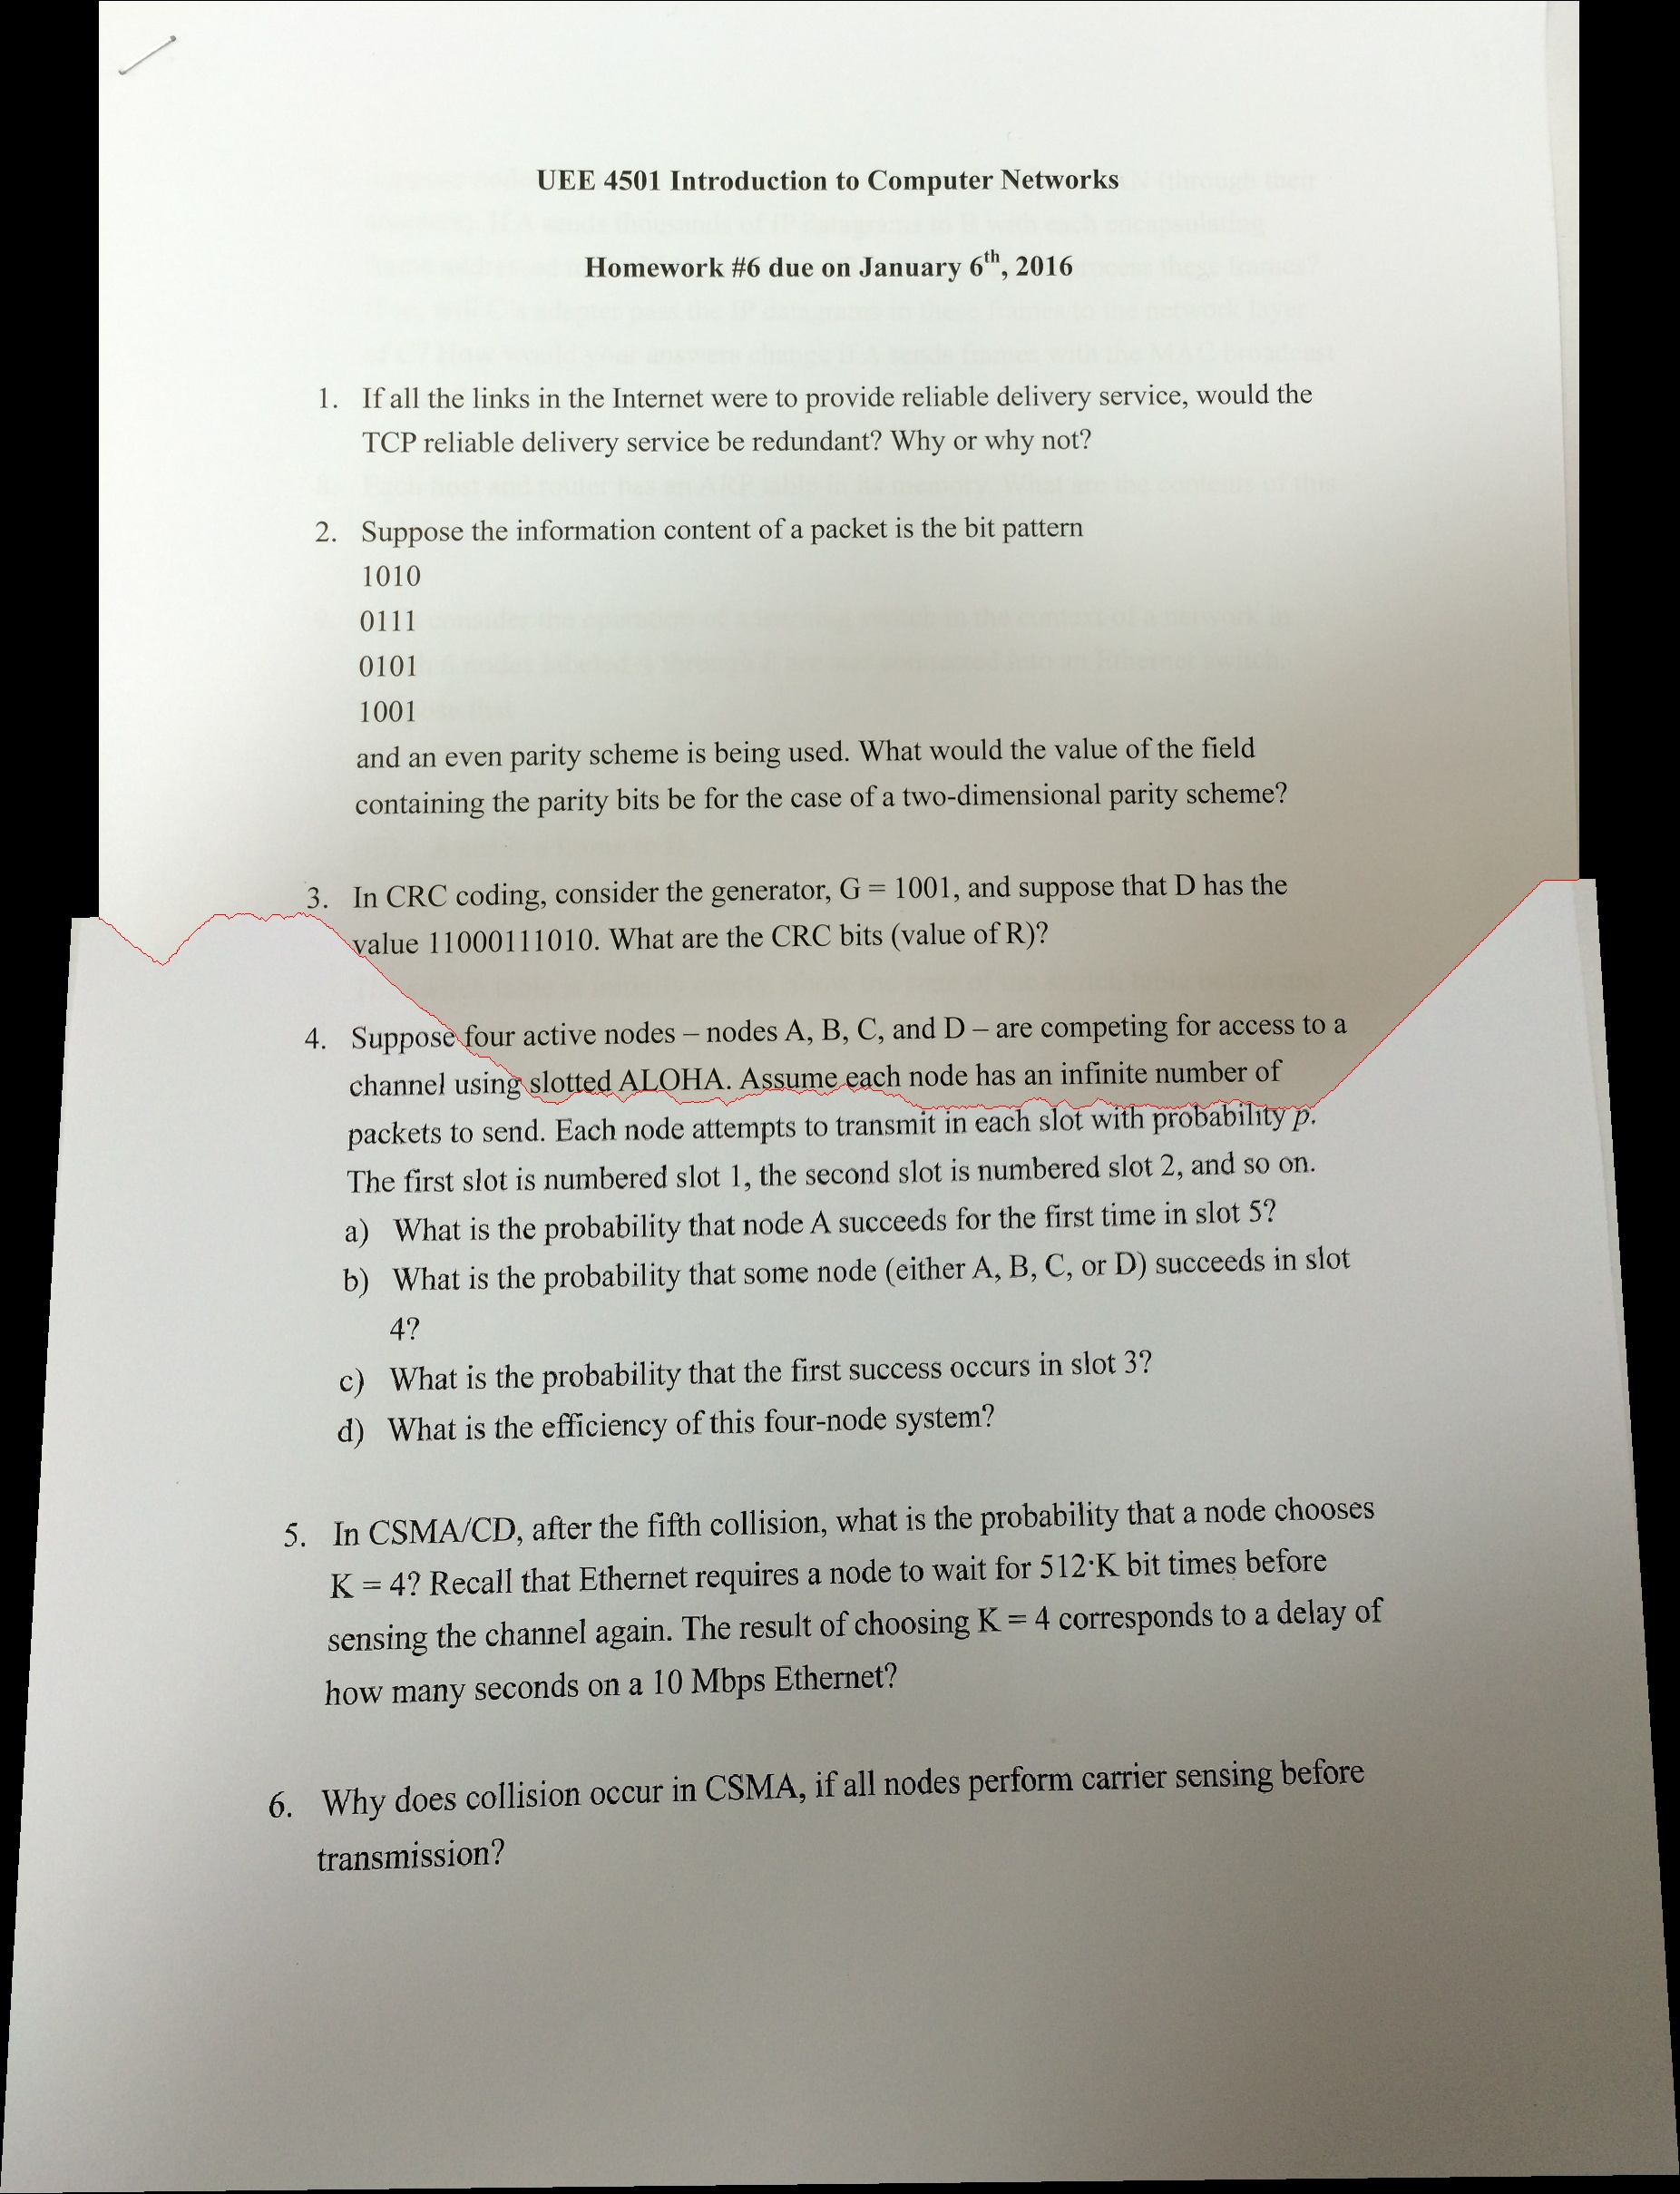 UEE 4501 Introduction to Computer Networks
Homework #6 due on January 6th, 2016
1. If all the links in the Internet were to provide reliable delivery service, would the
TCP reliable delivery service be redundant? Why or why not?
2. Suppose the information content of a packet is the bit pattern
1010
0111
0101
1001
and an even parity scheme is being used. What would the value of the field
containing the parity bits be for the case of a two-dimensional parity scheme?
3. In CRC coding, consider the generator, G = 1001, and suppose that D has the
value 11000111010. What are the CRC bits (value of R)?
4. Suppose four active nodes – nodes A, B, C, and D – are competing for access to a
channel using slotted ALOHA. Assume each node has an infinite number of
packets to send. Each node attempts to transmit in each slot with probability p.
The first slot is numbered slot 1, the second slot is numbered slot 2, and so on.
a) What is the probability that node A succeeds for the first time in slot 5?
b) What is the probability that some node (either A, B, C, or D) succeeds in slot
4?
c) What is the probability that the first success occurs in slot 3?
d) What is the efficiency of this four-node system?
5. In CSMA/CD, after the fifth collision, what is the probability that a node chooses
K = 4? Recall that Ethernet requires a node to wait for 512·K bit times before
sensing the channel again. The result of choosing K = 4 corresponds to a delay of
how many seconds on a 10 Mbps Ethernet?
6. Why does collision occur in CSMA, if all nodes perform carrier sensing before
transmission?